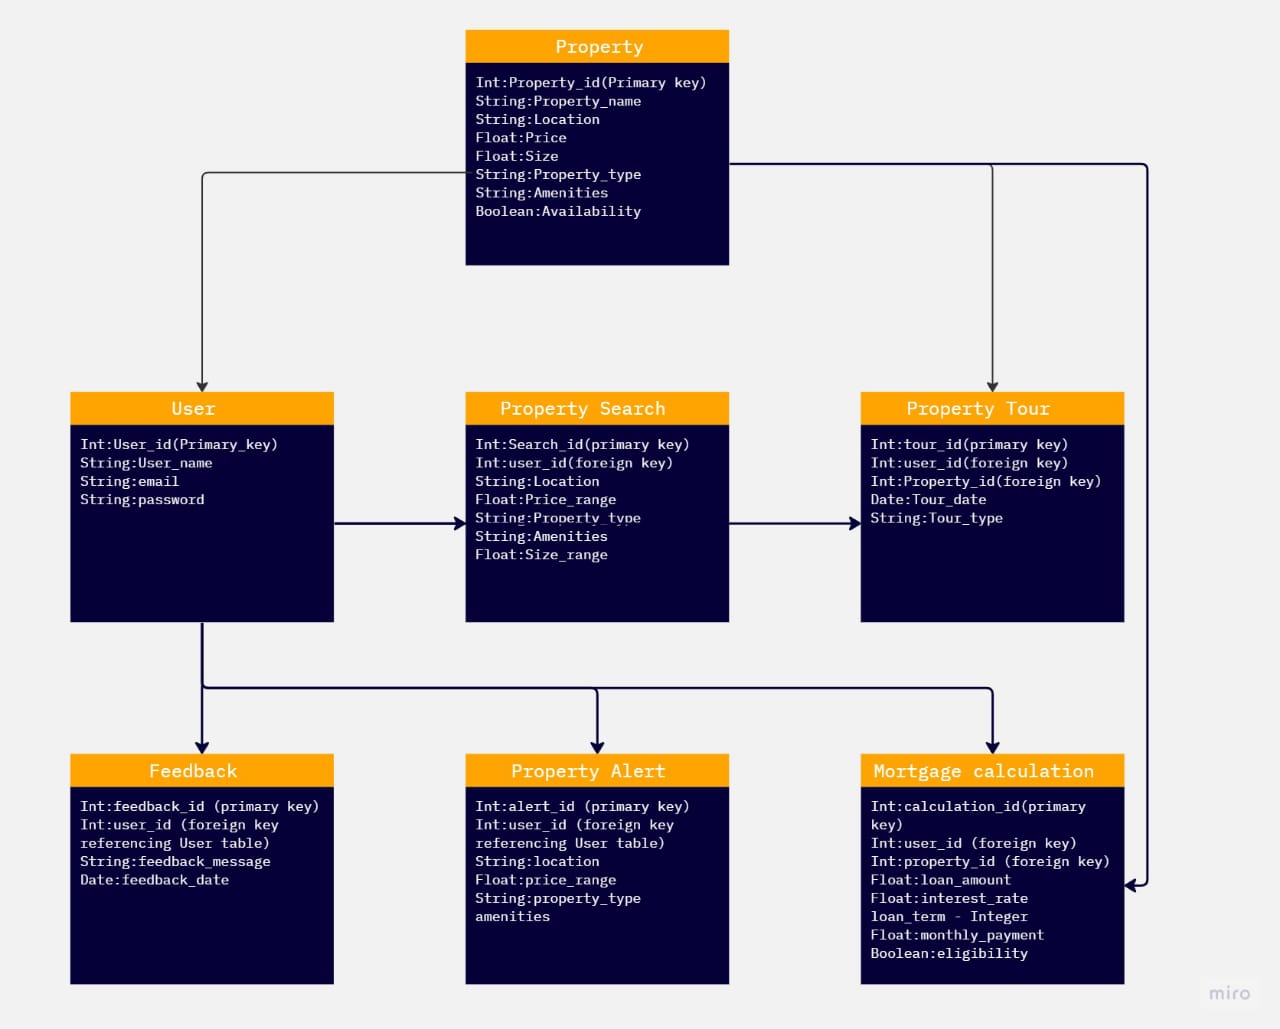 Property
Int:Property_id(Primary key)
String:Property_name
String:Location
Float:Price
Float:Size
String:Property_type
String:Amenities
Boolean:Availability
User
Int:User_id(Primary_key)
String:User_name
String:email
String:password
Property Search
Int:Search_id(primary key)
Int:user_id(foreign key)
String:Location
Float:Price_range
String:Property_type
String:Amenities
Float:Size_range
Property Tour
Int:tour_id(primary key)
Int:user_id(foreign key)
Int:Property_id(foreign key)
Date:Tour_date
String:Tour_type
Feedback
Int:feedback_id (primary key)
Int:user_id (foreign key
referencing User table)
String:feedback_message
Date:feedback_date
Property Alert
Int:alert_id (primary key)
Int:user_id (foreign key
referencing User table)
String:location
Float:price_range
String:property_type
amenities
Mortgage calculation
Int:calculation_id(primary
key)
Int:user_id (foreign key)
Int:property_id (foreign key)
Float:loan_amount
Float:interest_rate
loan_term - Integer
Float:monthly_payment
Boolean:eligibility
miro